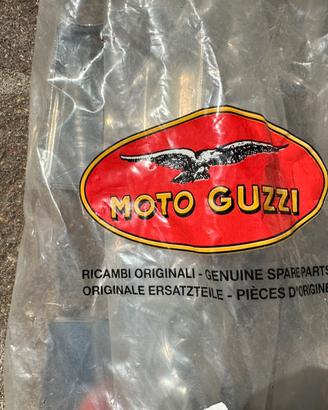 MOTO GUZZI
RICAMBI ORIGINALI - GENUINE SPARE PARTS
ORIGINALE ERSATZTEILE - PIÈCES D'ORIGINE